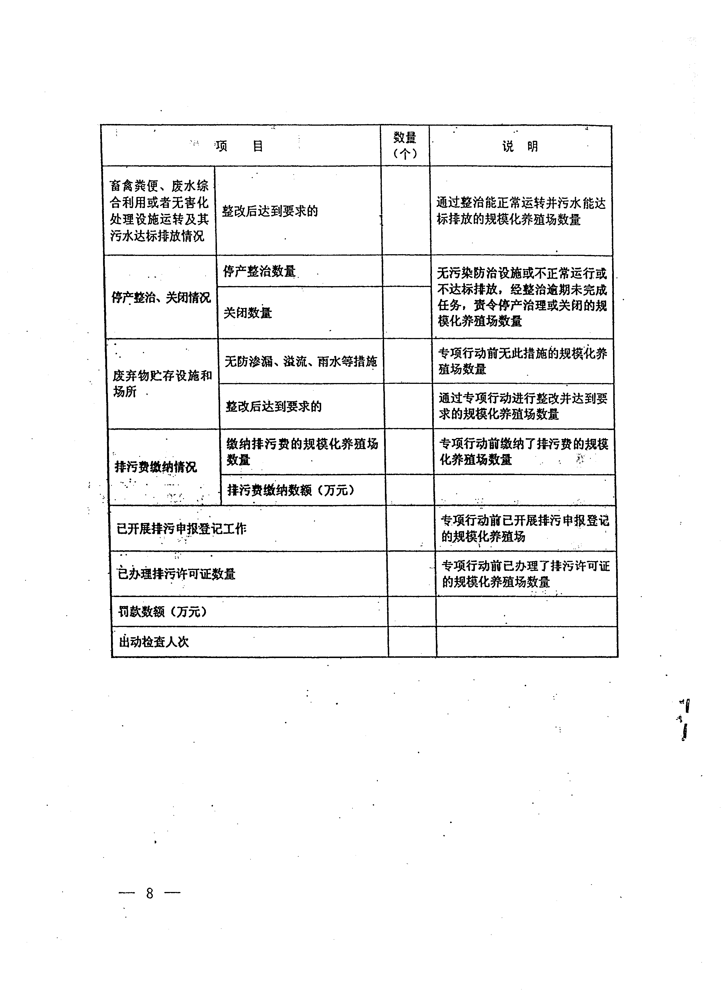 项 目
数量
（个）
说 明
畜禽粪便、废水综
合利用或者无害化
处理设施运转及其
污水达标排放情况
整改后达到要求的
通过整治能正常运转并污水能达
标排放的规模化养殖场数量
停产整治、关闭情况
停产整治数量
关闭数量
无污染防治设施或不正常运行或
不达标排放，经整治逾期未完成
任务，责令停产治理或关闭的规
模化养殖场数量
废弃物贮存设施和
场所
无防渗漏、溢流、雨水等措施
专项行动前无此措施的规模化养
殖场数量
整改后达到要求的
通过专项行动进行整改并达到要
求的规模化养殖场数量
排污费缴纳情况
缴纳排污费的规模化养殖场
数量
专项行动前缴纳了排污费的规模
化养殖场数量
排污费缴纳数额（万元）
已开展排污申报登记工作
专项行动前已开展排污申报登记
的规模化养殖场
已办理排污许可证数量
专项行动前已办理了排污许可证
的规模化养殖场数量
罚款数额（万元）
出动检查人次
— 8 —